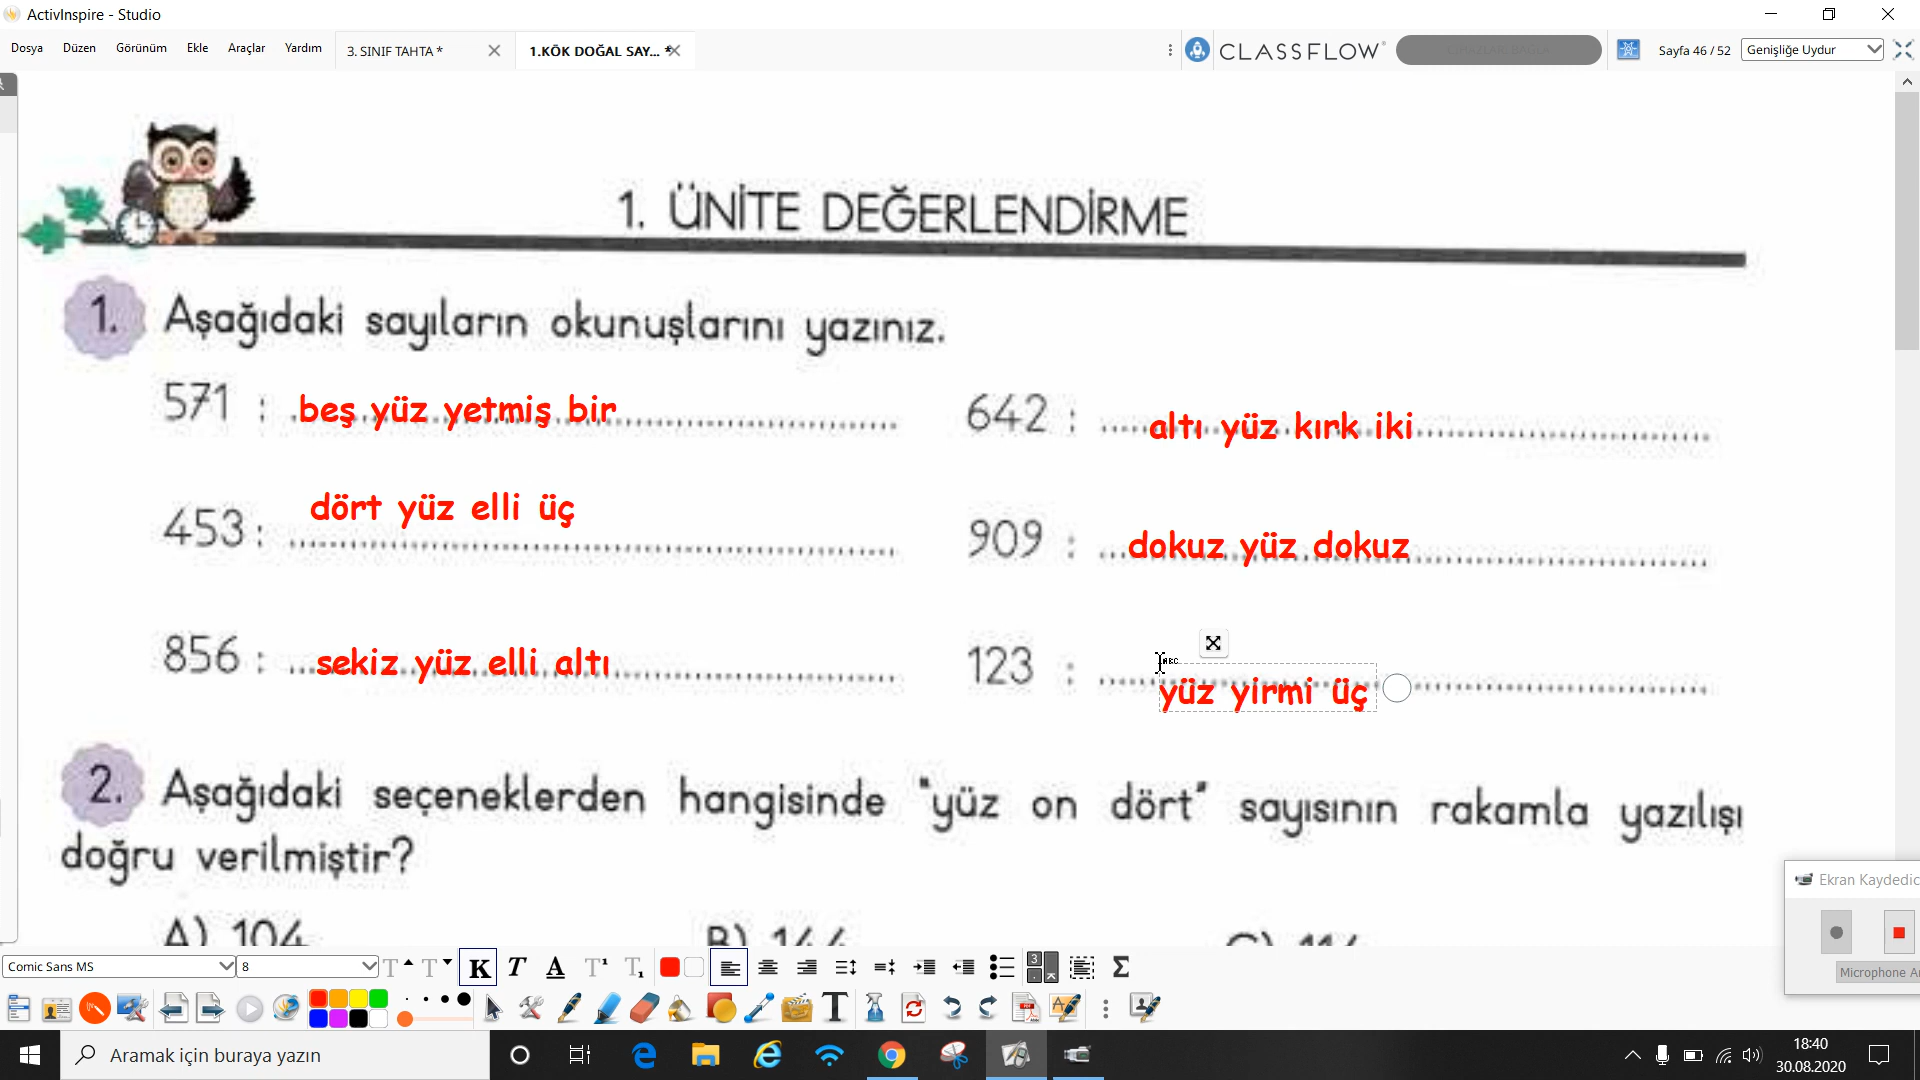 ActivInspire - Studio
Dosya Düzen Görünüm Ekle Araçlar Yardım
3. SINIF TAHTA *
1.KÖK DOĞAL SAY... *
CLASSFLOW
Sayfa 46 / 52
Genişliğe Uydur
1. ÜNİTE DEĞERLENDİRME
1. Aşağıdaki sayıların okunuşlarını yazınız.
571 : beş yüz yetmiş bir
642 : altı yüz kırk iki
453 : dört yüz elli üç
909 : dokuz yüz dokuz
856 : sekiz yüz elli altı
123 : yüz yirmi üç
ABC
2. Aşağıdaki seçeneklerden hangisinde "yüz on dört" sayısının rakamla yazılışı
doğru verilmiştir?
A) 104 B) 144 C) 114
Ekran Kaydedic
Microphone A
Comic Sans MS 8
Aramak için buraya yazın
18:40
30.08.2020